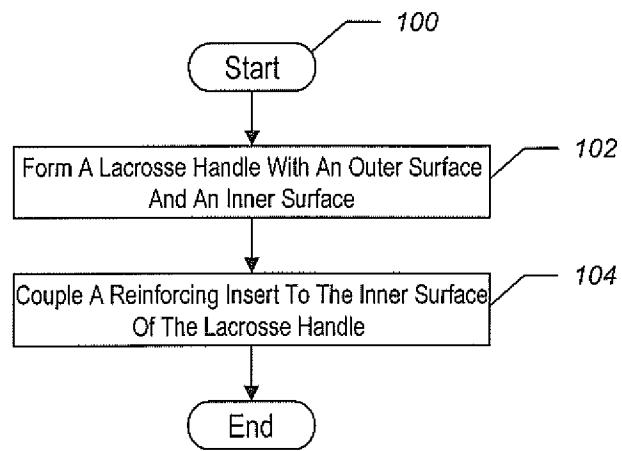 100
Start
102
Form A Lacrosse Handle With An Outer Surface
And An Inner Surface
104
Couple A Reinforcing Insert To The Inner Surface
Of The Lacrosse Handle
End